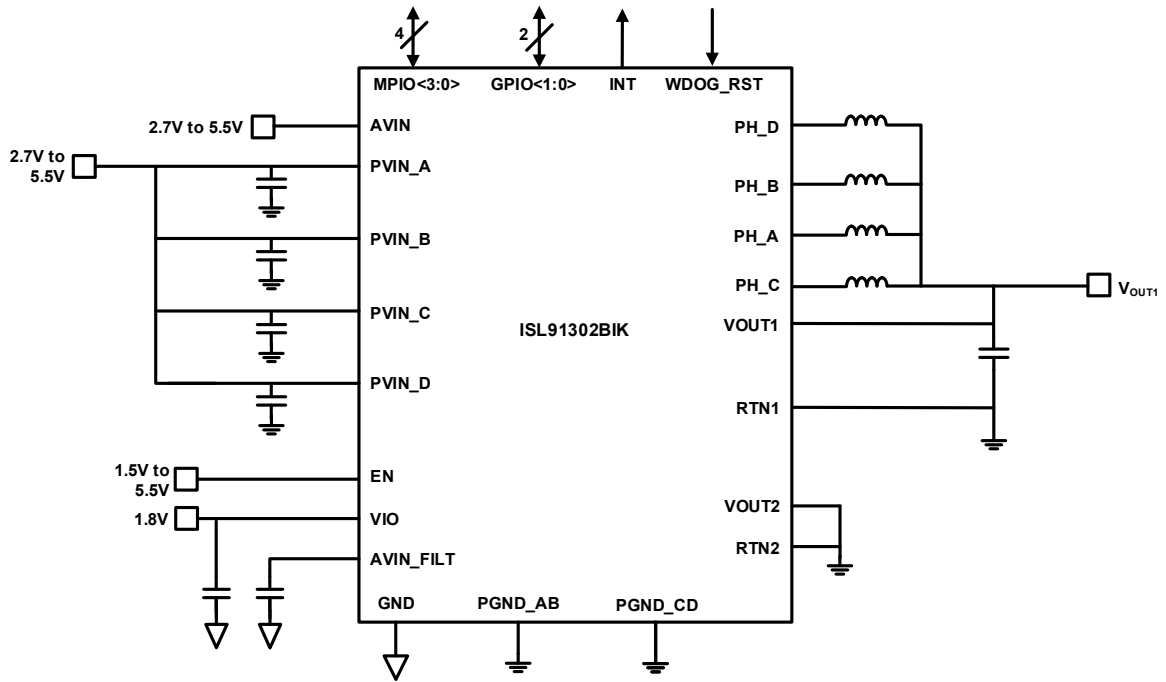 4
2
MPIO<3:0>
GPIO<1:0>
INT
WDOG_RST
2.7V to 5.5V
AVIN
2.7V to
5.5V
PVIN_A
PVIN_B
PVIN_C
PVIN_D
1.5V to
5.5V
EN
1.8V
VIO
AVIN_FILT
GND
PGND_AB
PGND_CD
ISL91302BIK
PH_D
PH_B
PH_A
PH_C
VOUT1
VOUT1
RTN1
VOUT2
RTN2